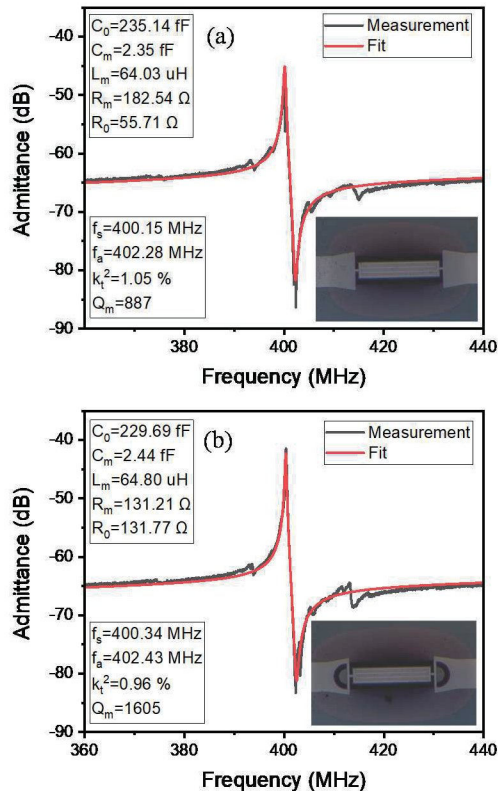 C₀=235.14 fF
Cₘ=2.35 fF
Lₘ=64.03 uH
Rₘ=182.54 Ω
R₀=55.71 Ω
(a)
Measurement
Fit
Admittance (dB)
-40
-50
-60
-70
-80
-90
fₛ=400.15 MHz
fₐ=402.28 MHz
kₜ²=1.05 %
Qₘ=887
360
380
400
420
440
Frequency (MHz)
C₀=229.69 fF
Cₘ=2.44 fF
Lₘ=64.80 uH
Rₘ=131.21 Ω
R₀=131.77 Ω
(b)
Measurement
Fit
Admittance (dB)
-40
-50
-60
-70
-80
-90
fₛ=400.34 MHz
fₐ=402.43 MHz
kₜ²=0.96 %
Qₘ=1605
360
380
400
420
440
Frequency (MHz)